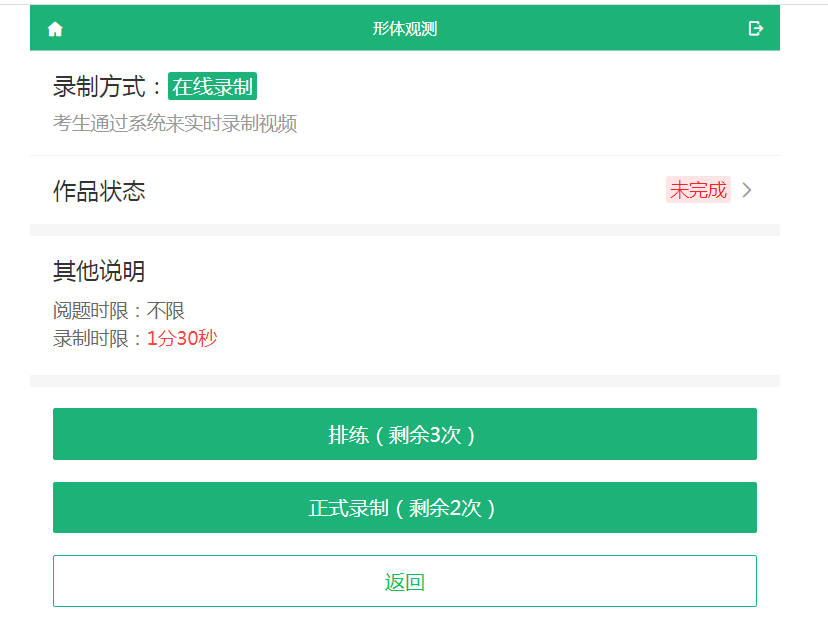 形体观测
录制方式：在线录制
考生通过系统来实时录制视频
作品状态 未完成
其他说明
阅题时限：不限
录制时限：1分30秒
排练（剩余3次）
正式录制（剩余2次）
返回